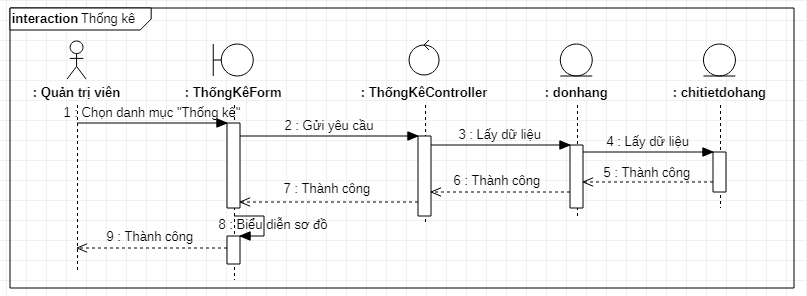 interaction Thống kê
: Quản trị viên
: ThốngKêForm
: ThốngKêController
: donhang
: chitietdohang
1 : Chọn danh mục "Thống kế"
2 : Gửi yêu cầu
3 : Lấy dữ liệu
4 : Lấy dữ liệu
5 : Thành công
6 : Thành công
7 : Thành công
8 : Biểu diễn sơ đồ
9 : Thành công